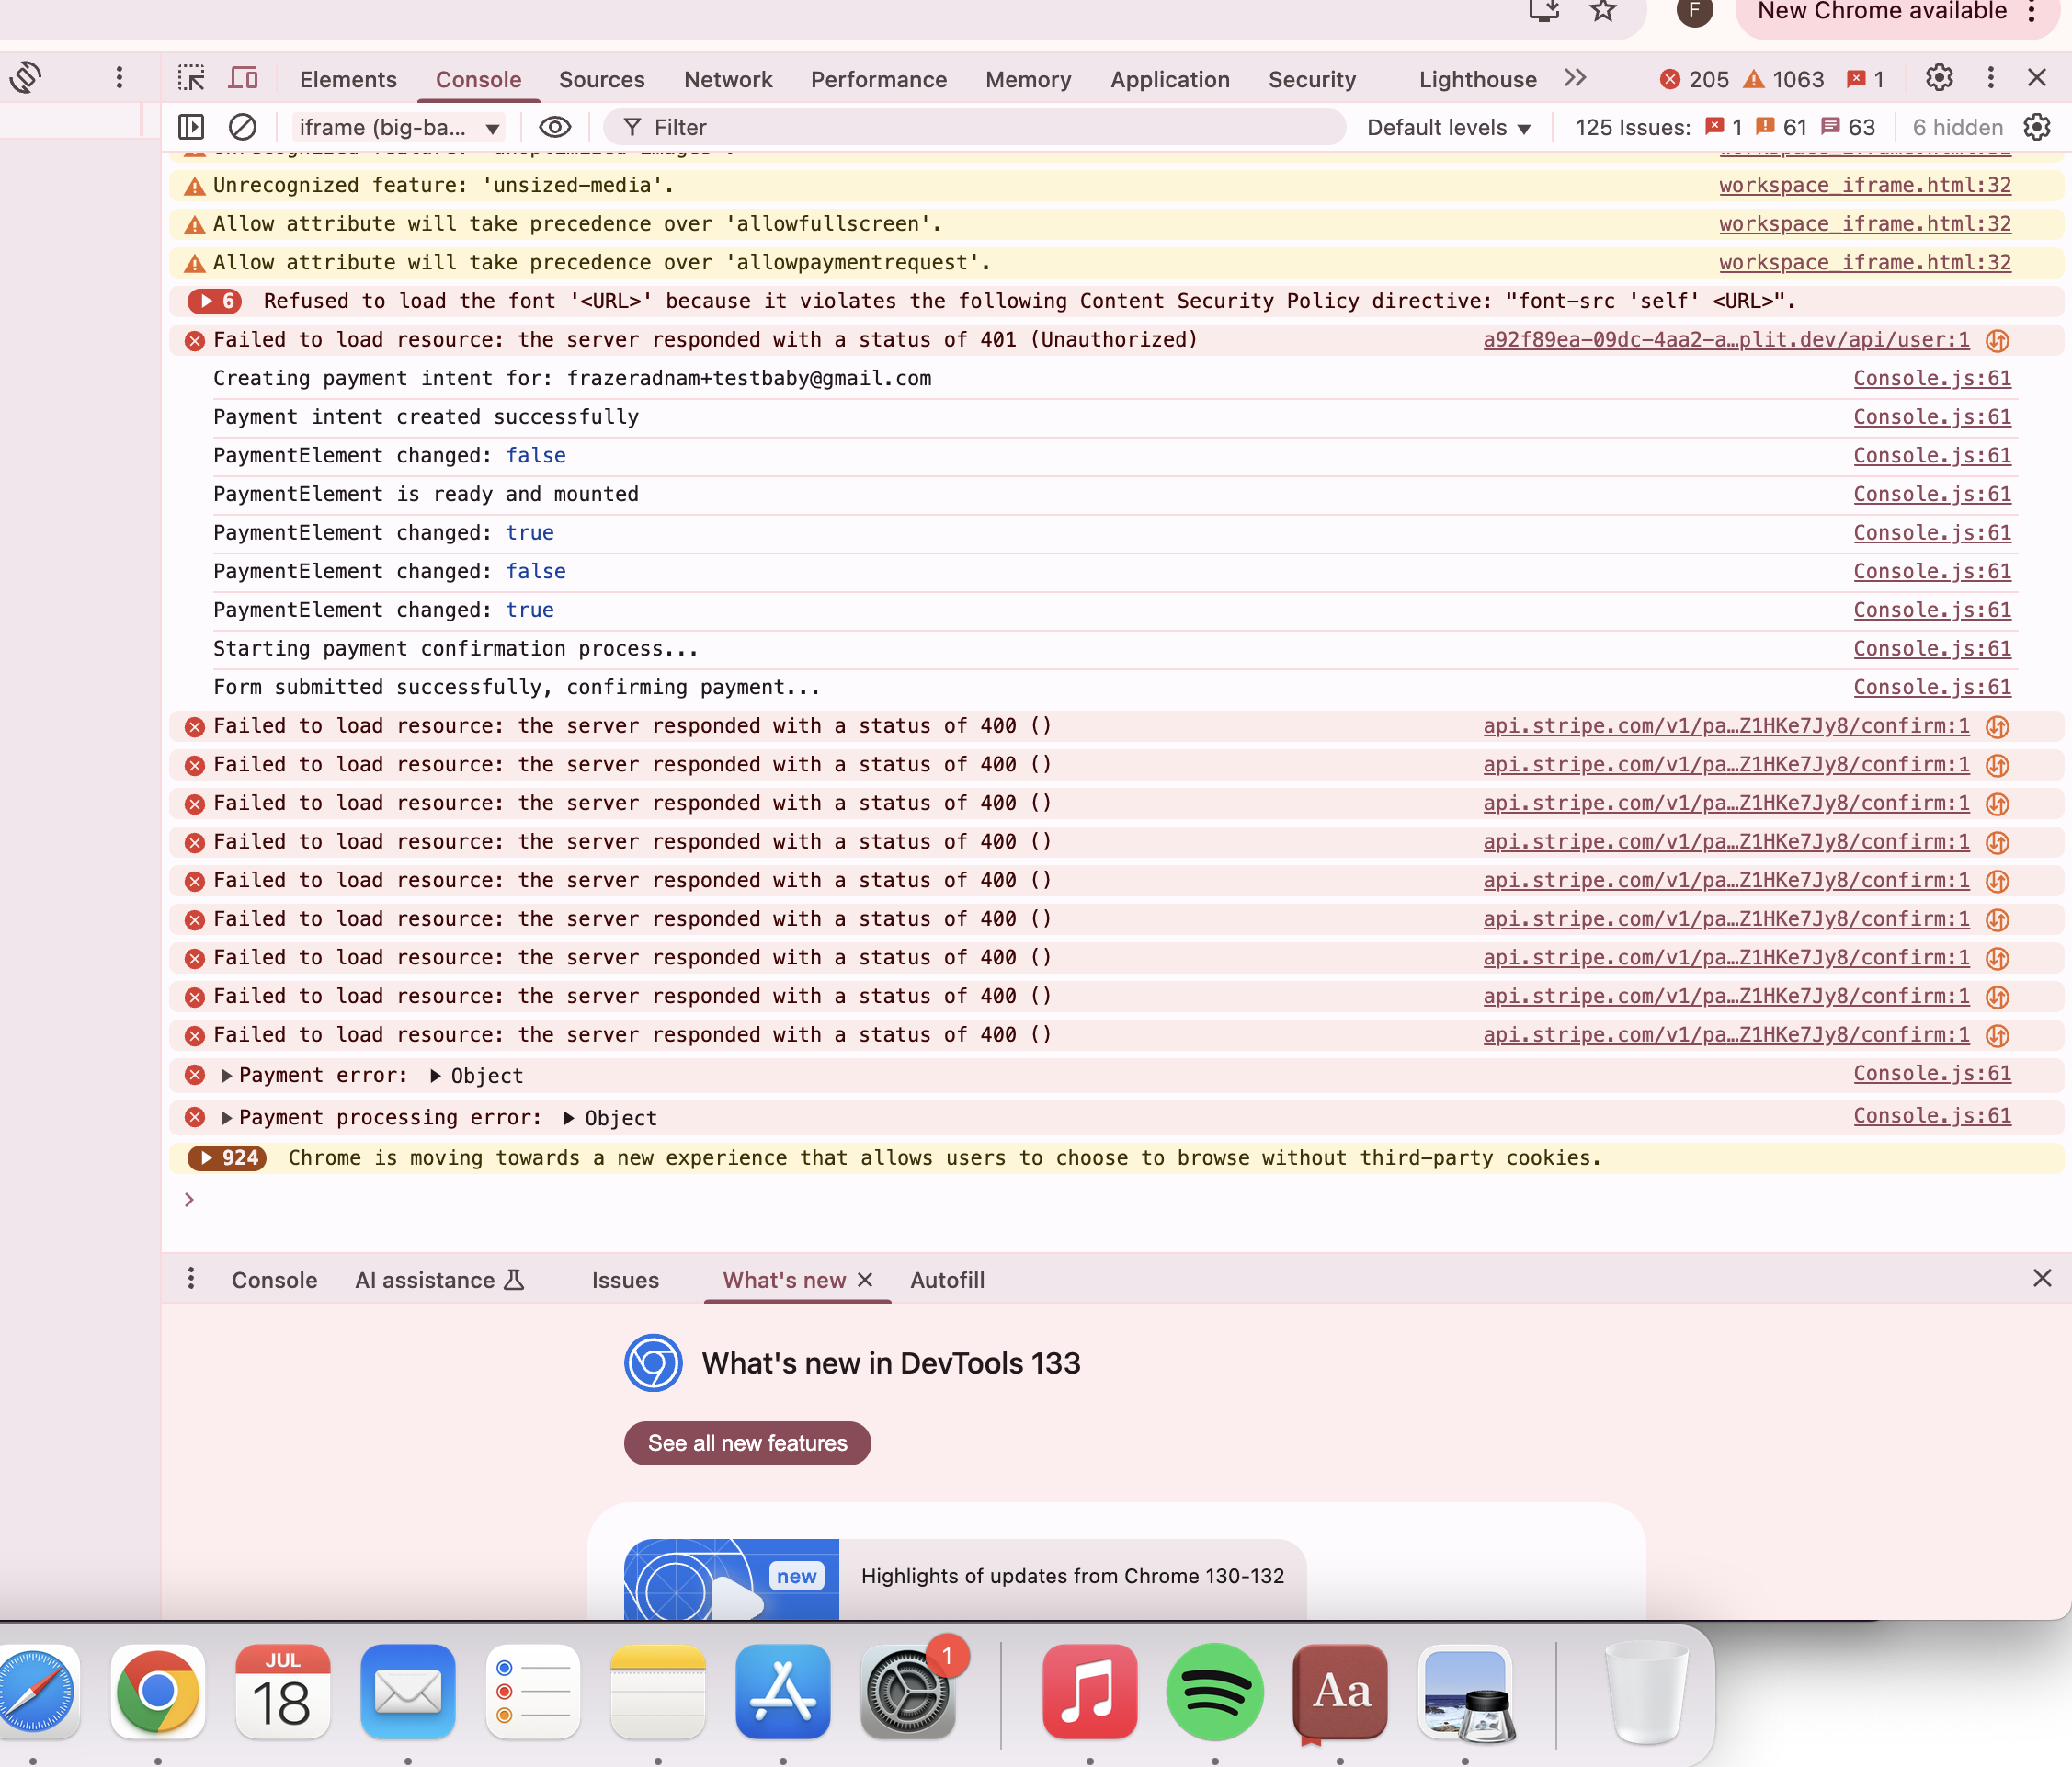 F
New Chrome available
Elements
Console
Sources
Network
Performance
Memory
Application
Security
Lighthouse
205
1063
1
iframe (big-ba...
Filter
Default levels
125 Issues:
1
61
63
6 hidden
Unrecognized feature: 'unsized-media'.
workspace_iframe.html:32
Allow attribute will take precedence over 'allowfullscreen'.
workspace_iframe.html:32
Allow attribute will take precedence over 'allowpaymentrequest'.
workspace_iframe.html:32
6 Refused to load the font '<URL>' because it violates the following Content Security Policy directive: "font-src 'self' <URL>".
Failed to load resource: the server responded with a status of 401 (Unauthorized)
a92f89ea-09dc-4aa2-a…plit.dev/api/user:1
Creating payment intent for: frazeradnam+testbaby@gmail.com
Console.js:61
Payment intent created successfully
Console.js:61
PaymentElement changed: false
Console.js:61
PaymentElement is ready and mounted
Console.js:61
PaymentElement changed: true
Console.js:61
PaymentElement changed: false
Console.js:61
PaymentElement changed: true
Console.js:61
Starting payment confirmation process...
Console.js:61
Form submitted successfully, confirming payment...
Console.js:61
Failed to load resource: the server responded with a status of 400 ()
api.stripe.com/v1/pa…Z1HKe7Jy8/confirm:1
Failed to load resource: the server responded with a status of 400 ()
api.stripe.com/v1/pa…Z1HKe7Jy8/confirm:1
Failed to load resource: the server responded with a status of 400 ()
api.stripe.com/v1/pa…Z1HKe7Jy8/confirm:1
Failed to load resource: the server responded with a status of 400 ()
api.stripe.com/v1/pa…Z1HKe7Jy8/confirm:1
Failed to load resource: the server responded with a status of 400 ()
api.stripe.com/v1/pa…Z1HKe7Jy8/confirm:1
Failed to load resource: the server responded with a status of 400 ()
api.stripe.com/v1/pa…Z1HKe7Jy8/confirm:1
Failed to load resource: the server responded with a status of 400 ()
api.stripe.com/v1/pa…Z1HKe7Jy8/confirm:1
Failed to load resource: the server responded with a status of 400 ()
api.stripe.com/v1/pa…Z1HKe7Jy8/confirm:1
Failed to load resource: the server responded with a status of 400 ()
api.stripe.com/v1/pa…Z1HKe7Jy8/confirm:1
Payment error: Object
Console.js:61
Payment processing error: Object
Console.js:61
924 Chrome is moving towards a new experience that allows users to choose to browse without third-party cookies.
Console
AI assistance
Issues
What's new
Autofill
What's new in DevTools 133
See all new features
new
Highlights of updates from Chrome 130-132
JUL
18
1
Aa